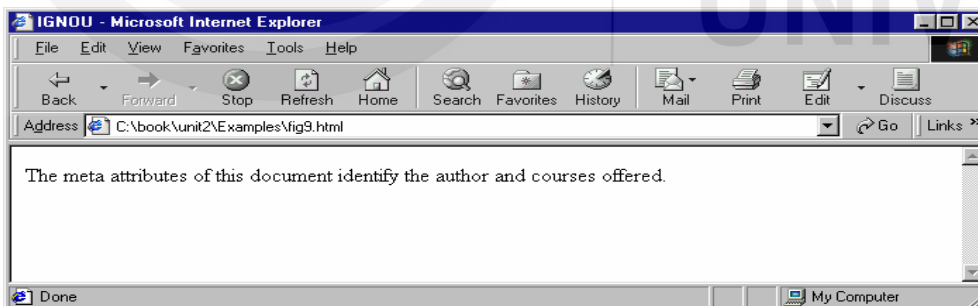 IGNOU - Microsoft Internet Explorer
UNIV
File Edit View Favorites Tools Help
Back Forward Stop Refresh Home Search Favorites History Mail Print Edit Discuss
Address C:\book\unit2\Examples\fig9.html Go Links »
The meta attributes of this document identify the author and courses offered.
Done My Computer